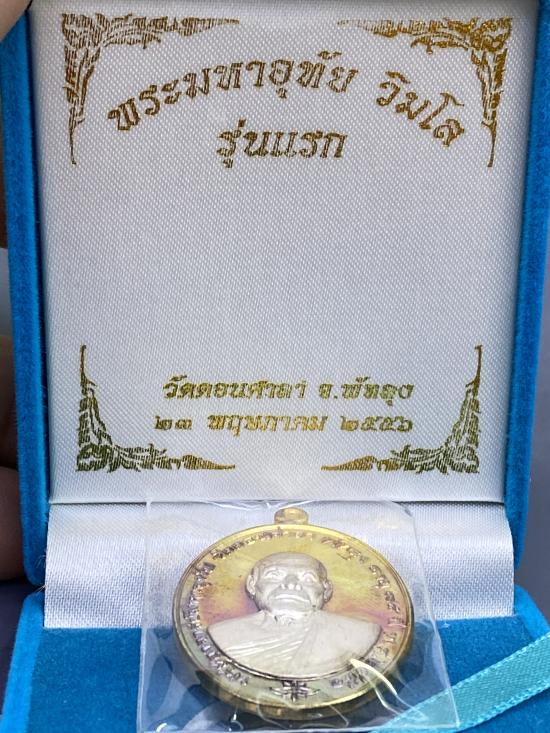 พระมหาอุทัย วิมโล
รุ่นแรก
วัดดอนศาลา จ.พัทลุง
๒๓ พฤษภาคม ๒๕๕๖